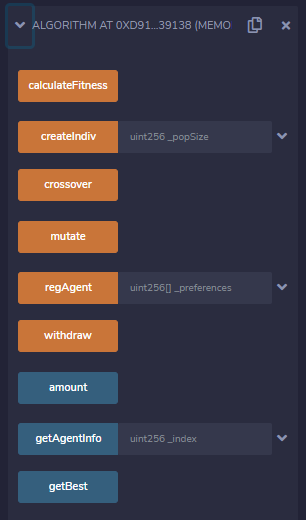 ALGORITHM AT 0XD91...39138 (MEMO
calculateFitness
createIndiv uint256 _popSize
crossover
mutate
regAgent uint256[] _preferences
withdraw
amount
getAgentInfo uint256 _index
getBest